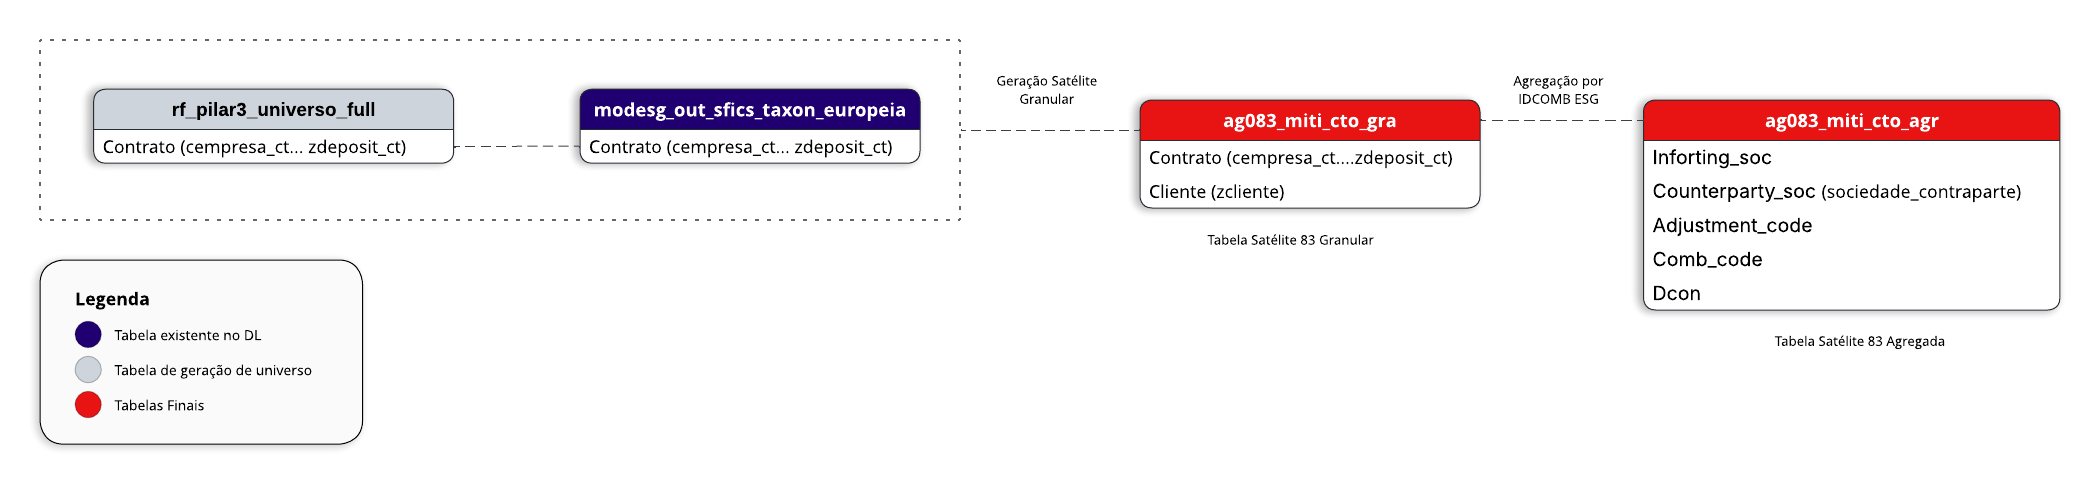 rf_pilar3_universo_full
Contrato (cempresa_ct... zdeposit_ct)
modesg_out_sfics_taxon_europeia
Contrato (cempresa_ct... zdeposit_ct)
Geração Satélite
Granular
ag083_miti_cto_gra
Contrato (cempresa_ct....zdeposit_ct)
Cliente (zcliente)
Tabela Satélite 83 Granular
Agregação por
IDCOMB ESG
ag083_miti_cto_agr
Inforting_soc
Counterparty_soc (sociedade_contraparte)
Adjustment_code
Comb_code
Dcon
Tabela Satélite 83 Agregada
Legenda
Tabela existente no DL
Tabela de geração de universo
Tabelas Finais